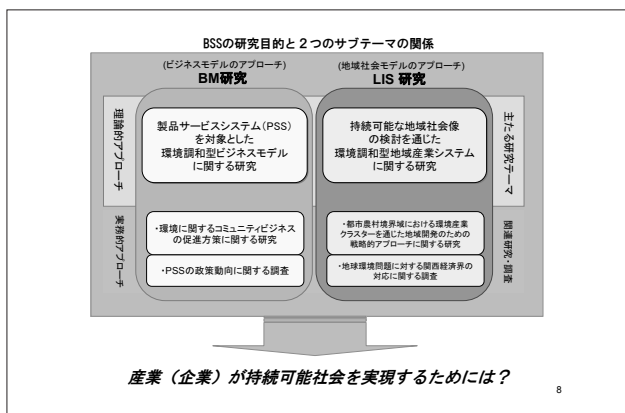 BSSの研究目的と２つのサブテーマの関係
(ビジネスモデルのアプローチ)
BM研究
(地域社会モデルのアプローチ)
LIS 研究
理論的アプローチ
製品サービスシステム(PSS)
を対象とした
環境調和型ビジネスモデル
に関する研究
持続可能な地域社会像
の検討を通じた
環境調和型地域産業システム
に関する研究
主たる研究テーマ
実務的アプローチ
・環境に関するコミュニティビジネス
の促進方策に関する研究
・PSSの政策動向に関する調査
・都市農村境界域における環境産業
クラスターを通じた地域開発のための
戦略的アプローチに関する研究
・地球環境問題に対する関西経済界の
対応に関する調査
関連研究・調査
産業（企業）が持続可能社会を実現するためには？
8